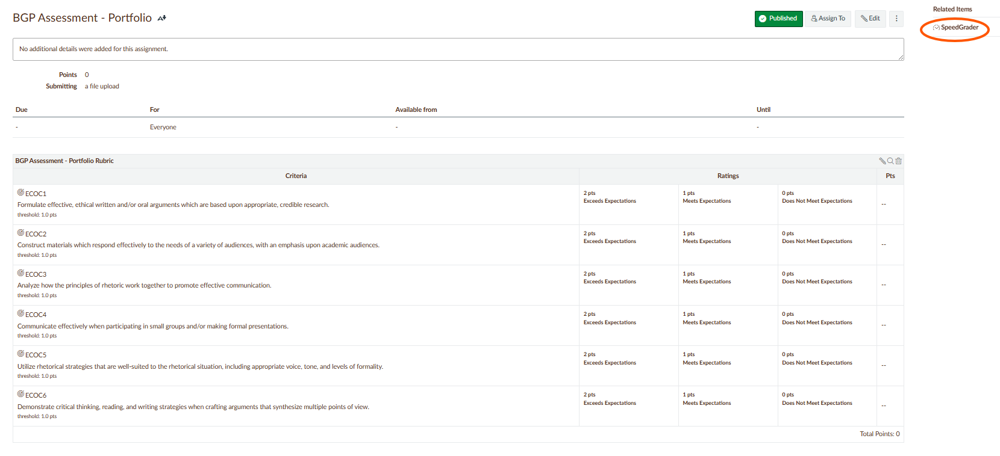 BGP Assessment - Portfolio
Published
Assign To
Edit
Related Items
SpeedGrader
No additional details were added for this assignment.
Points 0
Submitting a file upload
Due For Available from Until
- Everyone - -
BGP Assessment - Portfolio Rubric
Criteria Ratings Pts
ECOC1
Formulate effective, ethical written and/or oral arguments which are based upon appropriate, credible research.
threshold: 1.0 pts
2 pts
Exceeds Expectations
1 pts
Meets Expectations
0 pts
Does Not Meet Expectations
--
ECOC2
Construct materials which respond effectively to the needs of a variety of audiences, with an emphasis upon academic audiences.
threshold: 1.0 pts
2 pts
Exceeds Expectations
1 pts
Meets Expectations
0 pts
Does Not Meet Expectations
--
ECOC3
Analyze how the principles of rhetoric work together to promote effective communication.
threshold: 1.0 pts
2 pts
Exceeds Expectations
1 pts
Meets Expectations
0 pts
Does Not Meet Expectations
--
ECOC4
Communicate effectively when participating in small groups and/or making formal presentations.
threshold: 1.0 pts
2 pts
Exceeds Expectations
1 pts
Meets Expectations
0 pts
Does Not Meet Expectations
--
ECOC5
Utilize rhetorical strategies that are well-suited to the rhetorical situation, including appropriate voice, tone, and levels of formality.
threshold: 1.0 pts
2 pts
Exceeds Expectations
1 pts
Meets Expectations
0 pts
Does Not Meet Expectations
--
ECOC6
Demonstrate critical thinking, reading, and writing strategies when crafting arguments that synthesize multiple points of view.
threshold: 1.0 pts
2 pts
Exceeds Expectations
1 pts
Meets Expectations
0 pts
Does Not Meet Expectations
--
Total Points: 0